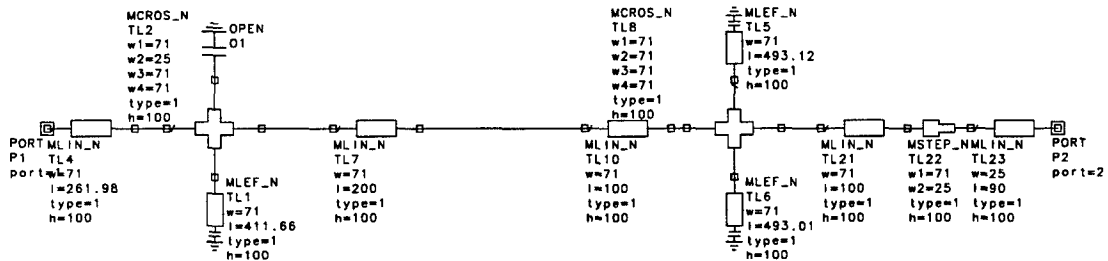 MCROS_N
TL2
w1=71
w2=25
w3=71
w4=71
type=1
h=100
OPEN
O1
MCROS_N
TL8
w1=71
w2=71
w3=71
w4=71
type=1
h=100
MLEF_N
TL5
w=71
l=493.12
type=1
h=100
PORT
P1
port=1
MLIN_N
TL4
w=71
l=261.98
type=1
h=100
MLEF_N
TL1
w=71
l=411.66
type=1
h=100
MLIN_N
TL7
w=71
l=200
type=1
h=100
MLIN_N
TL10
w=71
l=100
type=1
h=100
MLEF_N
TL6
w=71
l=493.01
type=1
h=100
MLIN_N
TL21
w=71
l=100
type=1
h=100
MSTEP_N
TL22
w1=71
w2=25
type=1
h=100
MLIN_N
TL23
w=25
l=90
type=1
h=100
PORT
P2
port=2